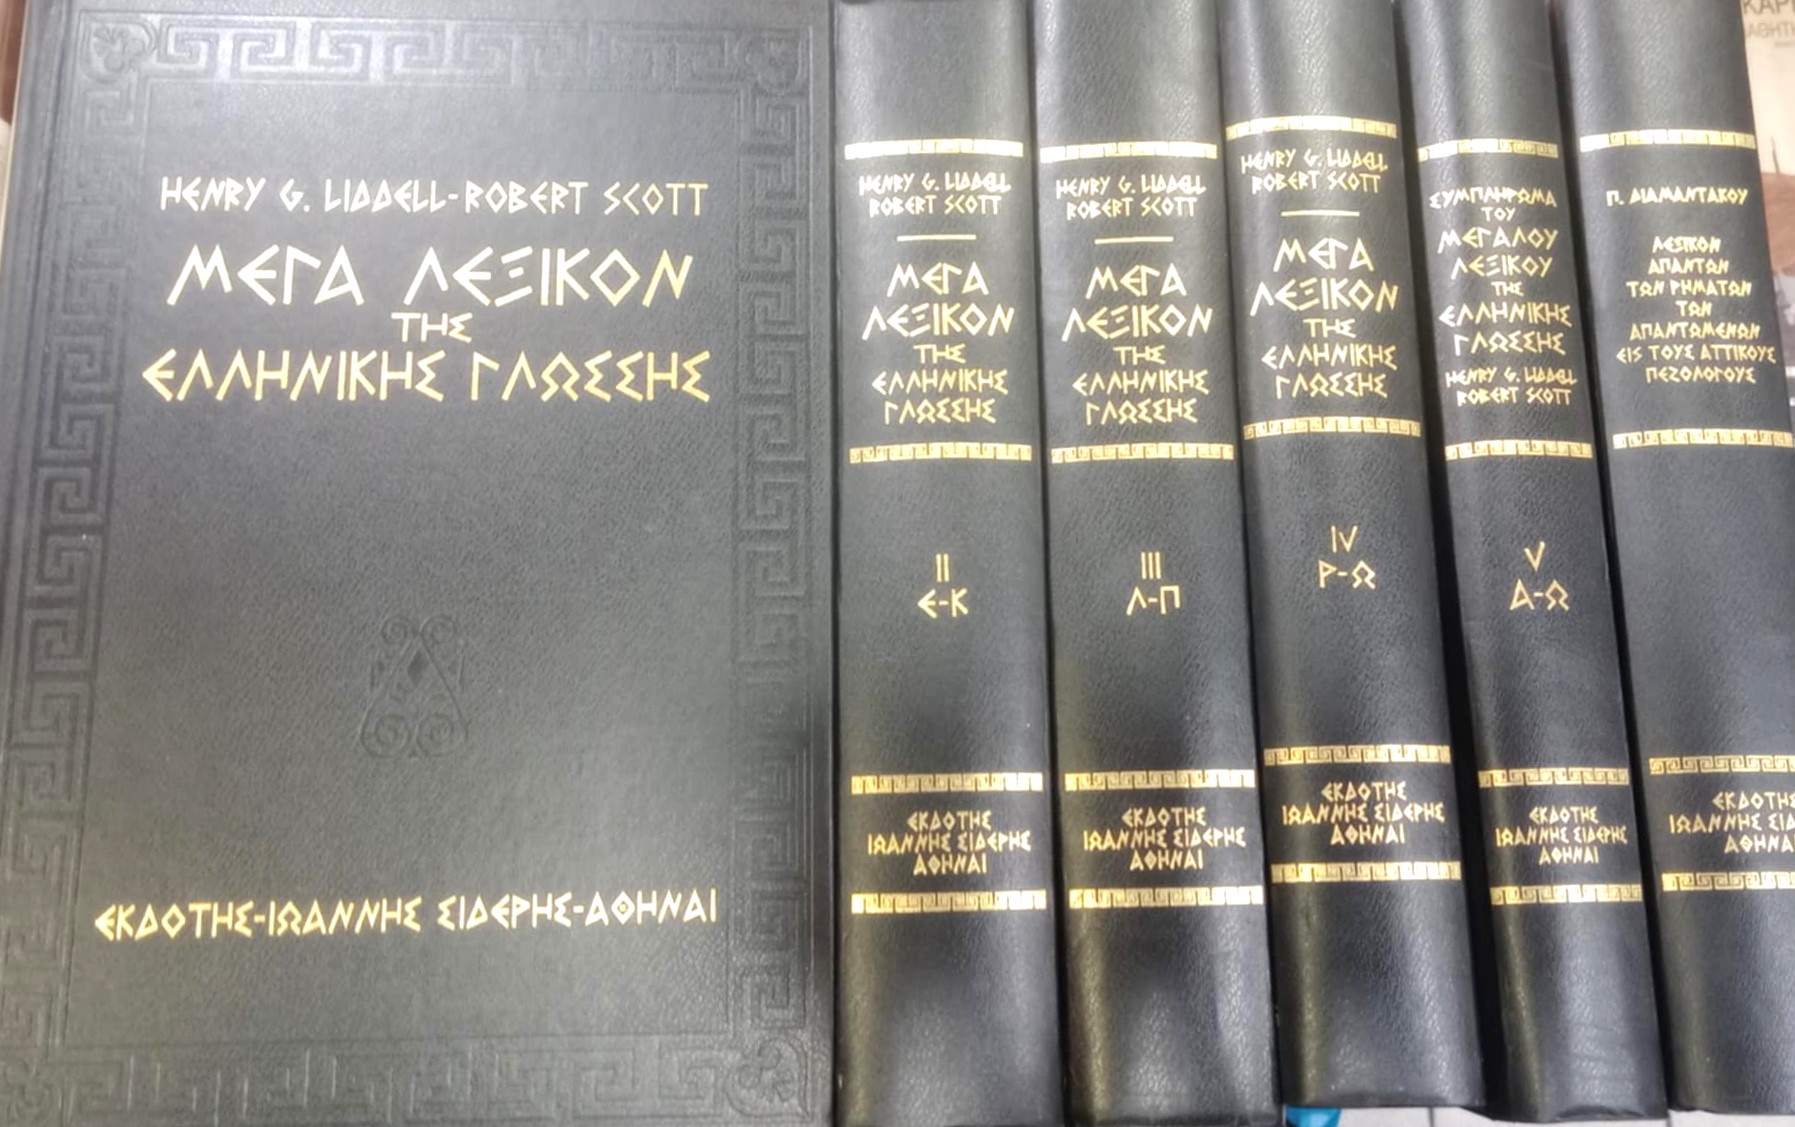 HENRY G. LIDDELL-ROBERT SCOTT
ΜΕΓΑ ΛΕΞΙΚΟΝ
ΤΗΣ
ΕΛΛΗΝΙΚΗΣ ΓΛΩΣΣΗΣ
ΕΚΔΟΤΗΣ-ΙΩΑΝΝΗΣ ΣΙΔΕΡΗΣ-ΑΘΗΝΑΙ
HENRY G. LIDDELL
ROBERT SCOTT
ΜΕΓΑ
ΛΕΞΙΚΟΝ
ΤΗΣ
ΕΛΛΗΝΙΚΗΣ
ΓΛΩΣΣΗΣ
II
Ε-Κ
ΕΚΔΟΤΗΣ
ΙΩΑΝΝΗΣ ΣΙΔΕΡΗΣ
ΑΘΗΝΑΙ
HENRY G. LIDDELL
ROBERT SCOTT
ΜΕΓΑ
ΛΕΞΙΚΟΝ
ΤΗΣ
ΕΛΛΗΝΙΚΗΣ
ΓΛΩΣΣΗΣ
III
Λ-Π
ΕΚΔΟΤΗΣ
ΙΩΑΝΝΗΣ ΣΙΔΕΡΗΣ
ΑΘΗΝΑΙ
HENRY G. LIDDELL
ROBERT SCOTT
ΜΕΓΑ
ΛΕΞΙΚΟΝ
ΤΗΣ
ΕΛΛΗΝΙΚΗΣ
ΓΛΩΣΣΗΣ
IV
Ρ-Ω
ΕΚΔΟΤΗΣ
ΙΩΑΝΝΗΣ ΣΙΔΕΡΗΣ
ΑΘΗΝΑΙ
ΣΥΜΠΛΗΡΩΜΑ
ΤΟΥ
ΜΕΓΑΛΟΥ
ΛΕΞΙΚΟΥ
ΤΗΣ
ΕΛΛΗΝΙΚΗΣ
ΓΛΩΣΣΗΣ
HENRY G. LIDDELL
ROBERT SCOTT
V
Α-Ω
ΕΚΔΟΤΗΣ
ΙΩΑΝΝΗΣ ΣΙΔΕΡΗΣ
ΑΘΗΝΑΙ
Π. ΔΙΑΜΑΝΤΑΚΟΥ
ΛΕΞΙΚΟΝ
ΑΠΑΝΤΩΝ
ΤΩΝ ΡΗΜΑΤΩΝ
ΤΩΝ
ΑΠΑΝΤΩΜΕΝΩΝ
ΕΙΣ ΤΟΥΣ ΑΤΤΙΚΟΥΣ
ΠΕΖΟΛΟΓΟΥΣ
ΕΚΔΟΤΗΣ
ΙΩΑΝΝΗΣ ΣΙΔ
ΑΘΗΝΑ